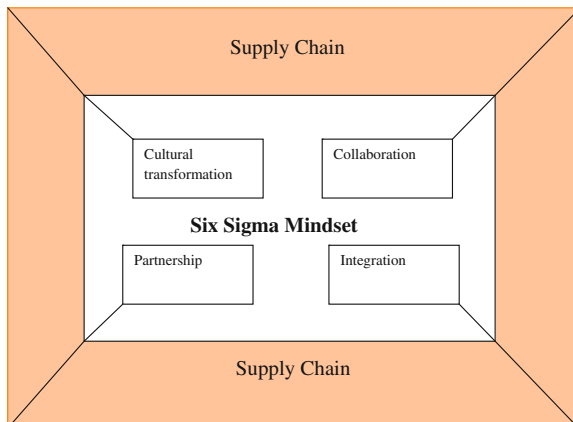 Supply Chain
Cultural
transformation
Collaboration
Six Sigma Mindset
Partnership
Integration
Supply Chain